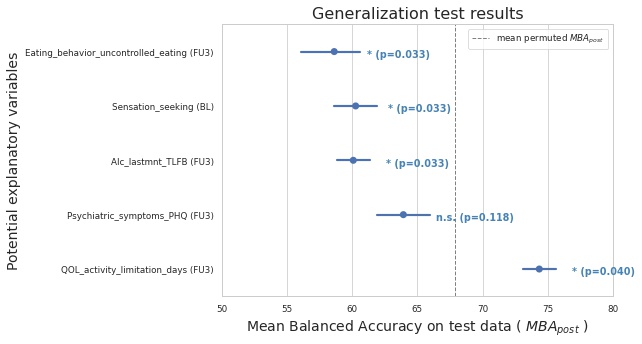 Generalization test results
mean permuted MBA_post
Potential explanatory variables
Eating_behavior_uncontrolled_eating (FU3)
* (p=0.033)
Sensation_seeking (BL)
* (p=0.033)
Alc_lastmnt_TLFB (FU3)
* (p=0.033)
Psychiatric_symptoms_PHQ (FU3)
n.s. (p=0.118)
QOL_activity_limitation_days (FU3)
* (p=0.040)
50 55 60 65 70 75 80
Mean Balanced Accuracy on test data ( MBA_post )